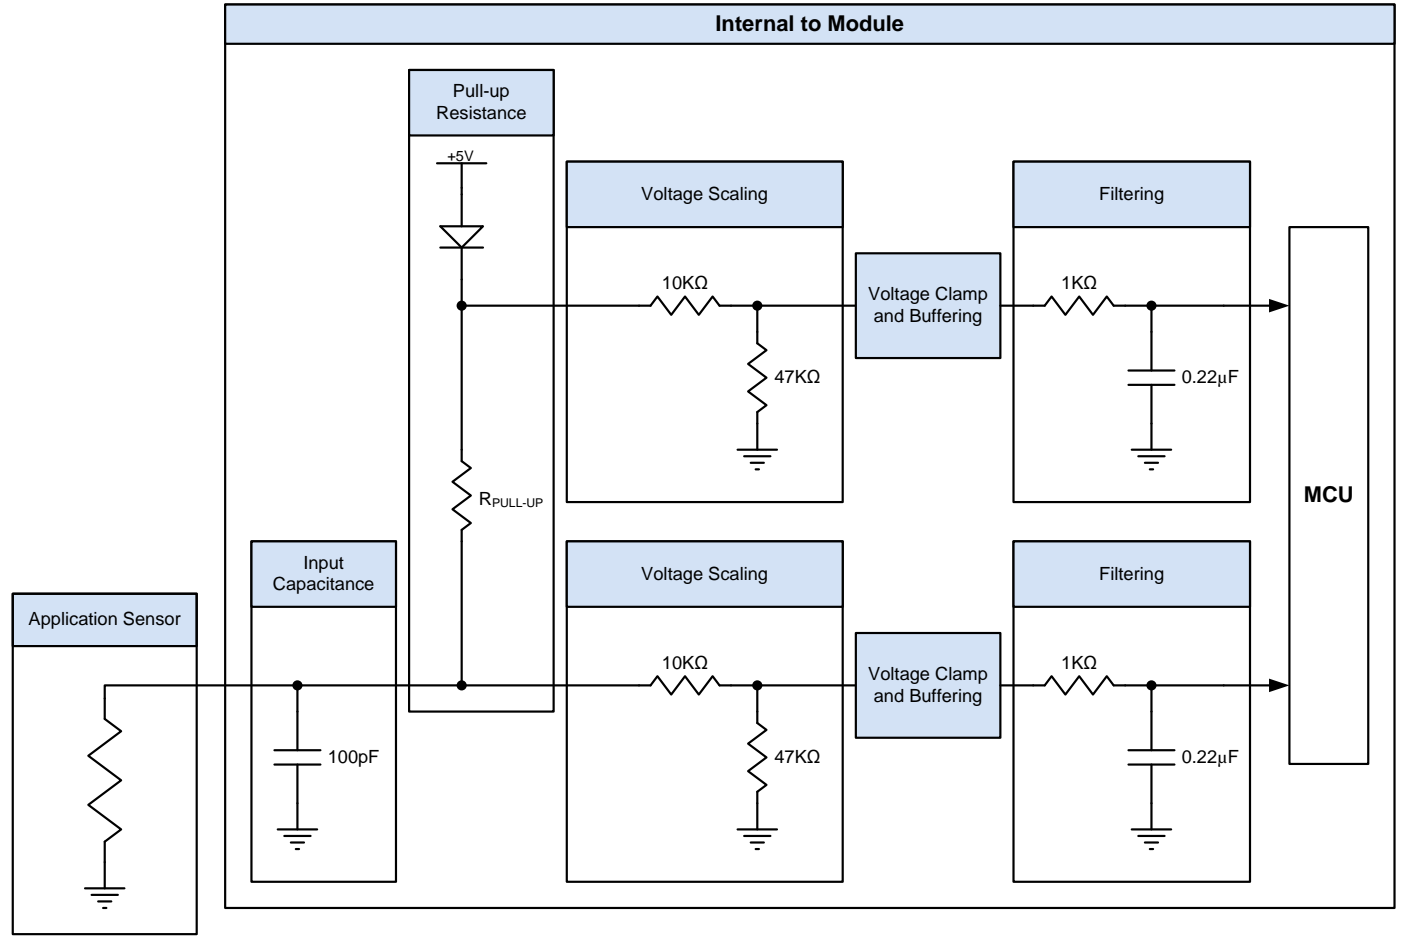 Internal to Module
Pull-up
Resistance
+5V
Voltage Scaling
Filtering
10KΩ
Voltage Clamp
and Buffering
1KΩ
47KΩ
0.22µF
RPULL-UP
MCU
Input
Capacitance
Voltage Scaling
Filtering
Application Sensor
10KΩ
Voltage Clamp
and Buffering
1KΩ
100pF
47KΩ
0.22µF